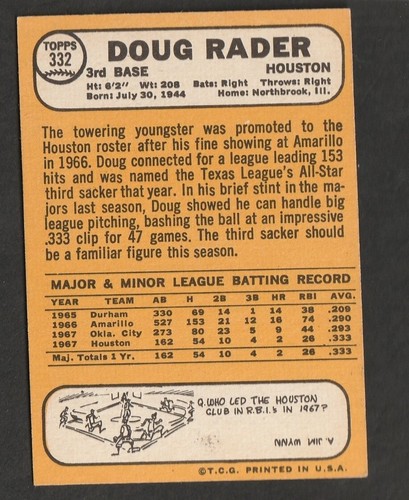 TOPPS
332
DOUG RADER
3rd BASE HOUSTON
Ht: 6'2" Wt: 208 Bats: Right Throws: Right
Born: July 30, 1944 Home: Northbrook, Ill.
The towering youngster was promoted to the
Houston roster after his fine showing at Amarillo
in 1966. Doug connected for a league leading 153
hits and was named the Texas League's All-Star
third sacker that year. In his brief stint in the ma-
jors last season, Doug showed he can handle big
league pitching, bashing the ball at an impressive
.333 clip for 47 games. The third sacker should
be a familiar figure this season.
MAJOR & MINOR LEAGUE BATTING RECORD
YEAR TEAM AB H 2B 3B HR RBI AVG.
1965 Durham 330 69 14 1 14 38 .209
1966 Amarillo 527 153 21 12 16 74 .290
1967 Okla. City 273 80 23 5 9 44 .293
1967 Houston 162 54 10 4 2 26 .333
Maj. Totals 1 Yr. 162 54 10 4 2 26 .333
Q. WHO LED THE HOUSTON
CLUB IN R.B.I.'s IN 1967?
A. JIM WYNN
©T.C.G. PRINTED IN U.S.A.